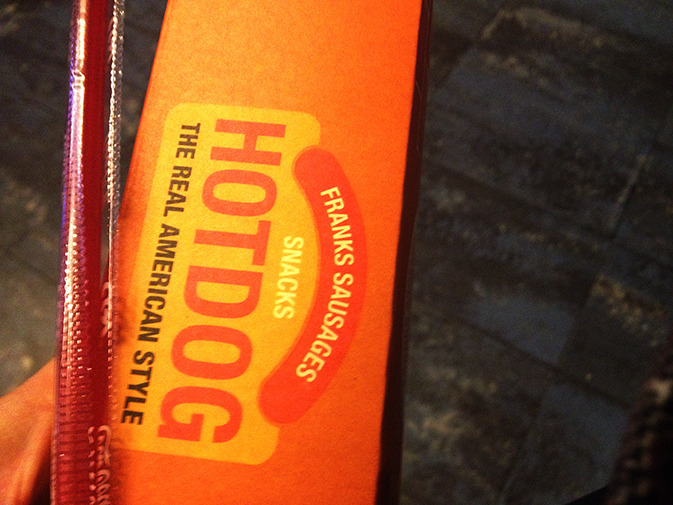 FRANKS SAUSAGES
SNACKS
HOTDOG
THE REAL AMERICAN STYLE